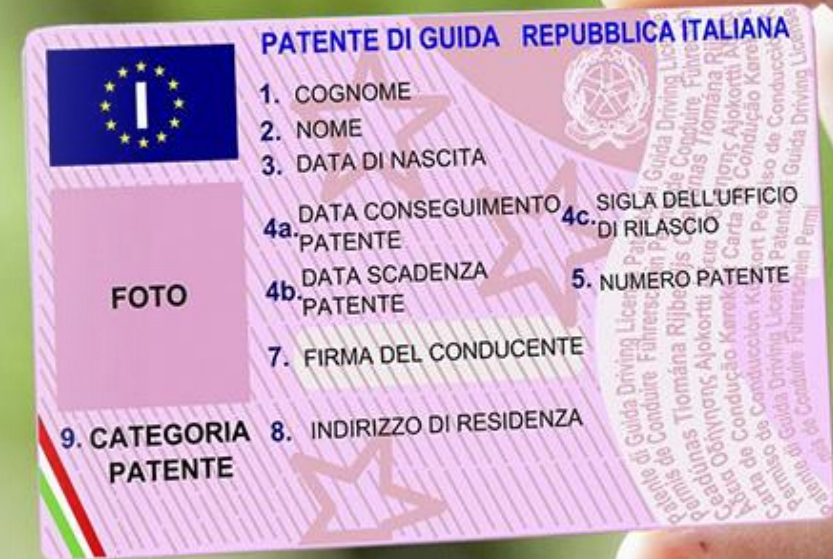 PATENTE DI GUIDA REPUBBLICA ITALIANA
I
1. COGNOME
2. NOME
3. DATA DI NASCITA
4a. DATA CONSEGUIMENTO
PATENTE
4c. SIGLA DELL'UFFICIO
DI RILASCIO
4b. DATA SCADENZA
PATENTE
5. NUMERO PATENTE
FOTO
7. FIRMA DEL CONDUCENTE
9. CATEGORIA
PATENTE
8. INDIRIZZO DI RESIDENZA